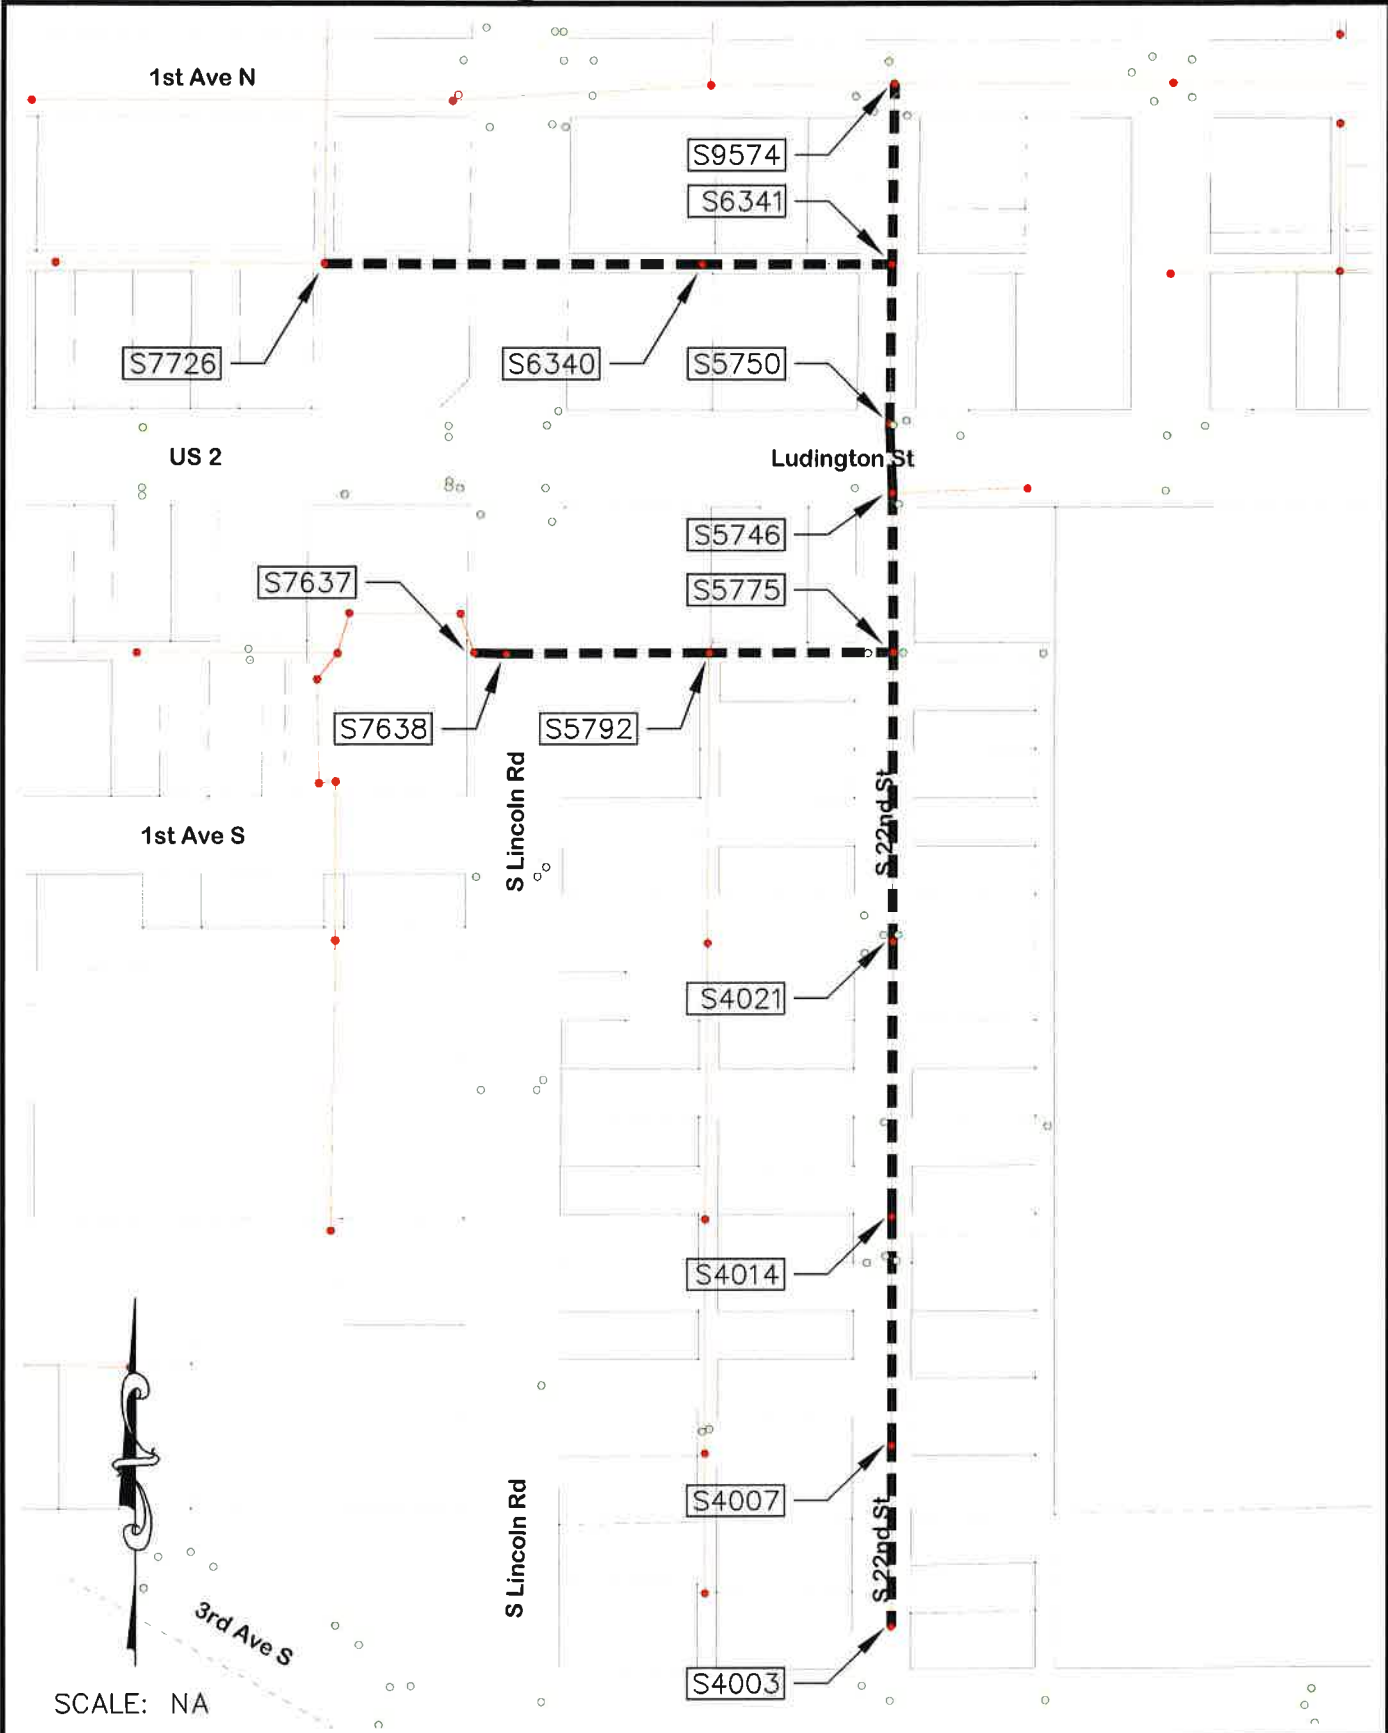 1st Ave N
S9574
S6341
S7726
S6340
S5750
US 2
Ludington St
S5746
S7637
S5775
S7638
S5792
S Lincoln Rd
S 22nd St
1st Ave S
S4021
S4014
S Lincoln Rd
S4007
S 22nd St
3rd Ave S
S4003
SCALE: NA